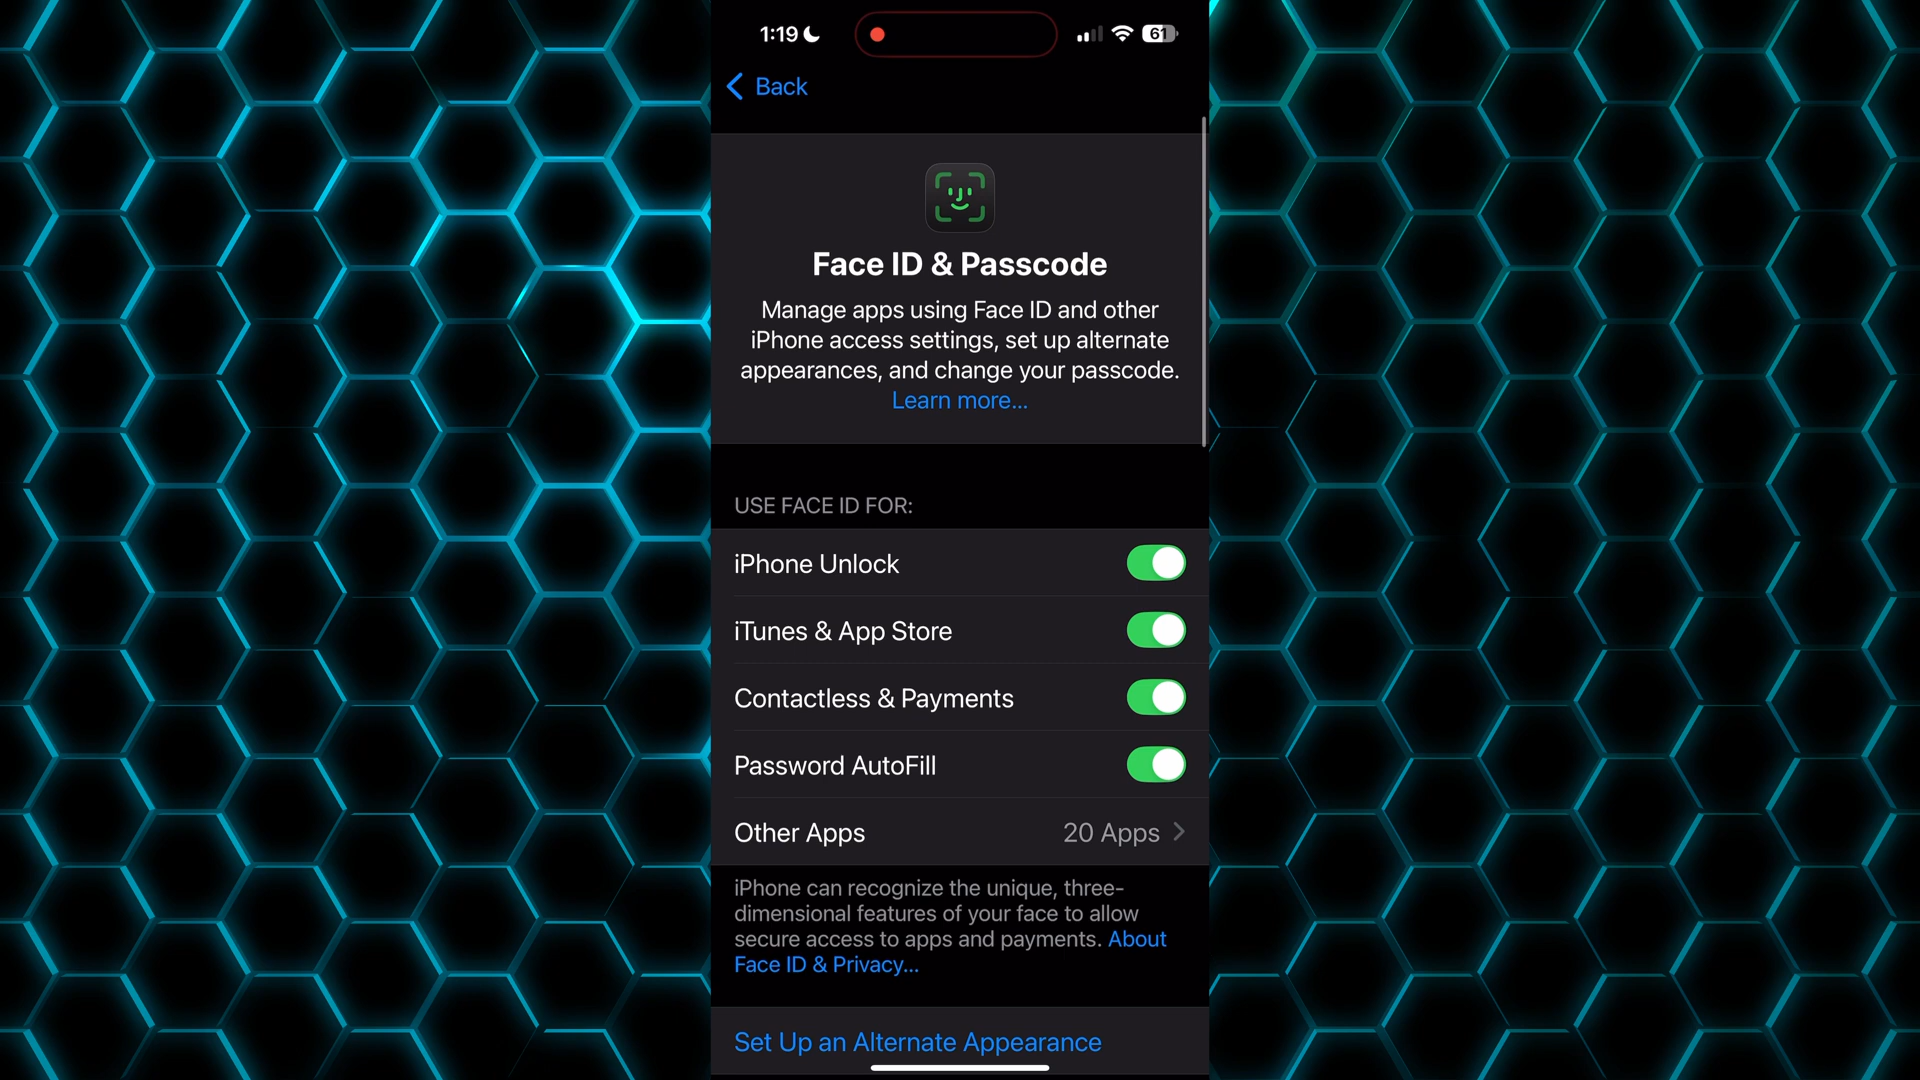 1:19
61
Back
Face ID & Passcode
Manage apps using Face ID and other
iPhone access settings, set up alternate
appearances, and change your passcode.
Learn more...
USE FACE ID FOR:
iPhone Unlock
iTunes & App Store
Contactless & Payments
Password AutoFill
Other Apps 20 Apps
iPhone can recognize the unique, three-
dimensional features of your face to allow
secure access to apps and payments. About
Face ID & Privacy...
Set Up an Alternate Appearance